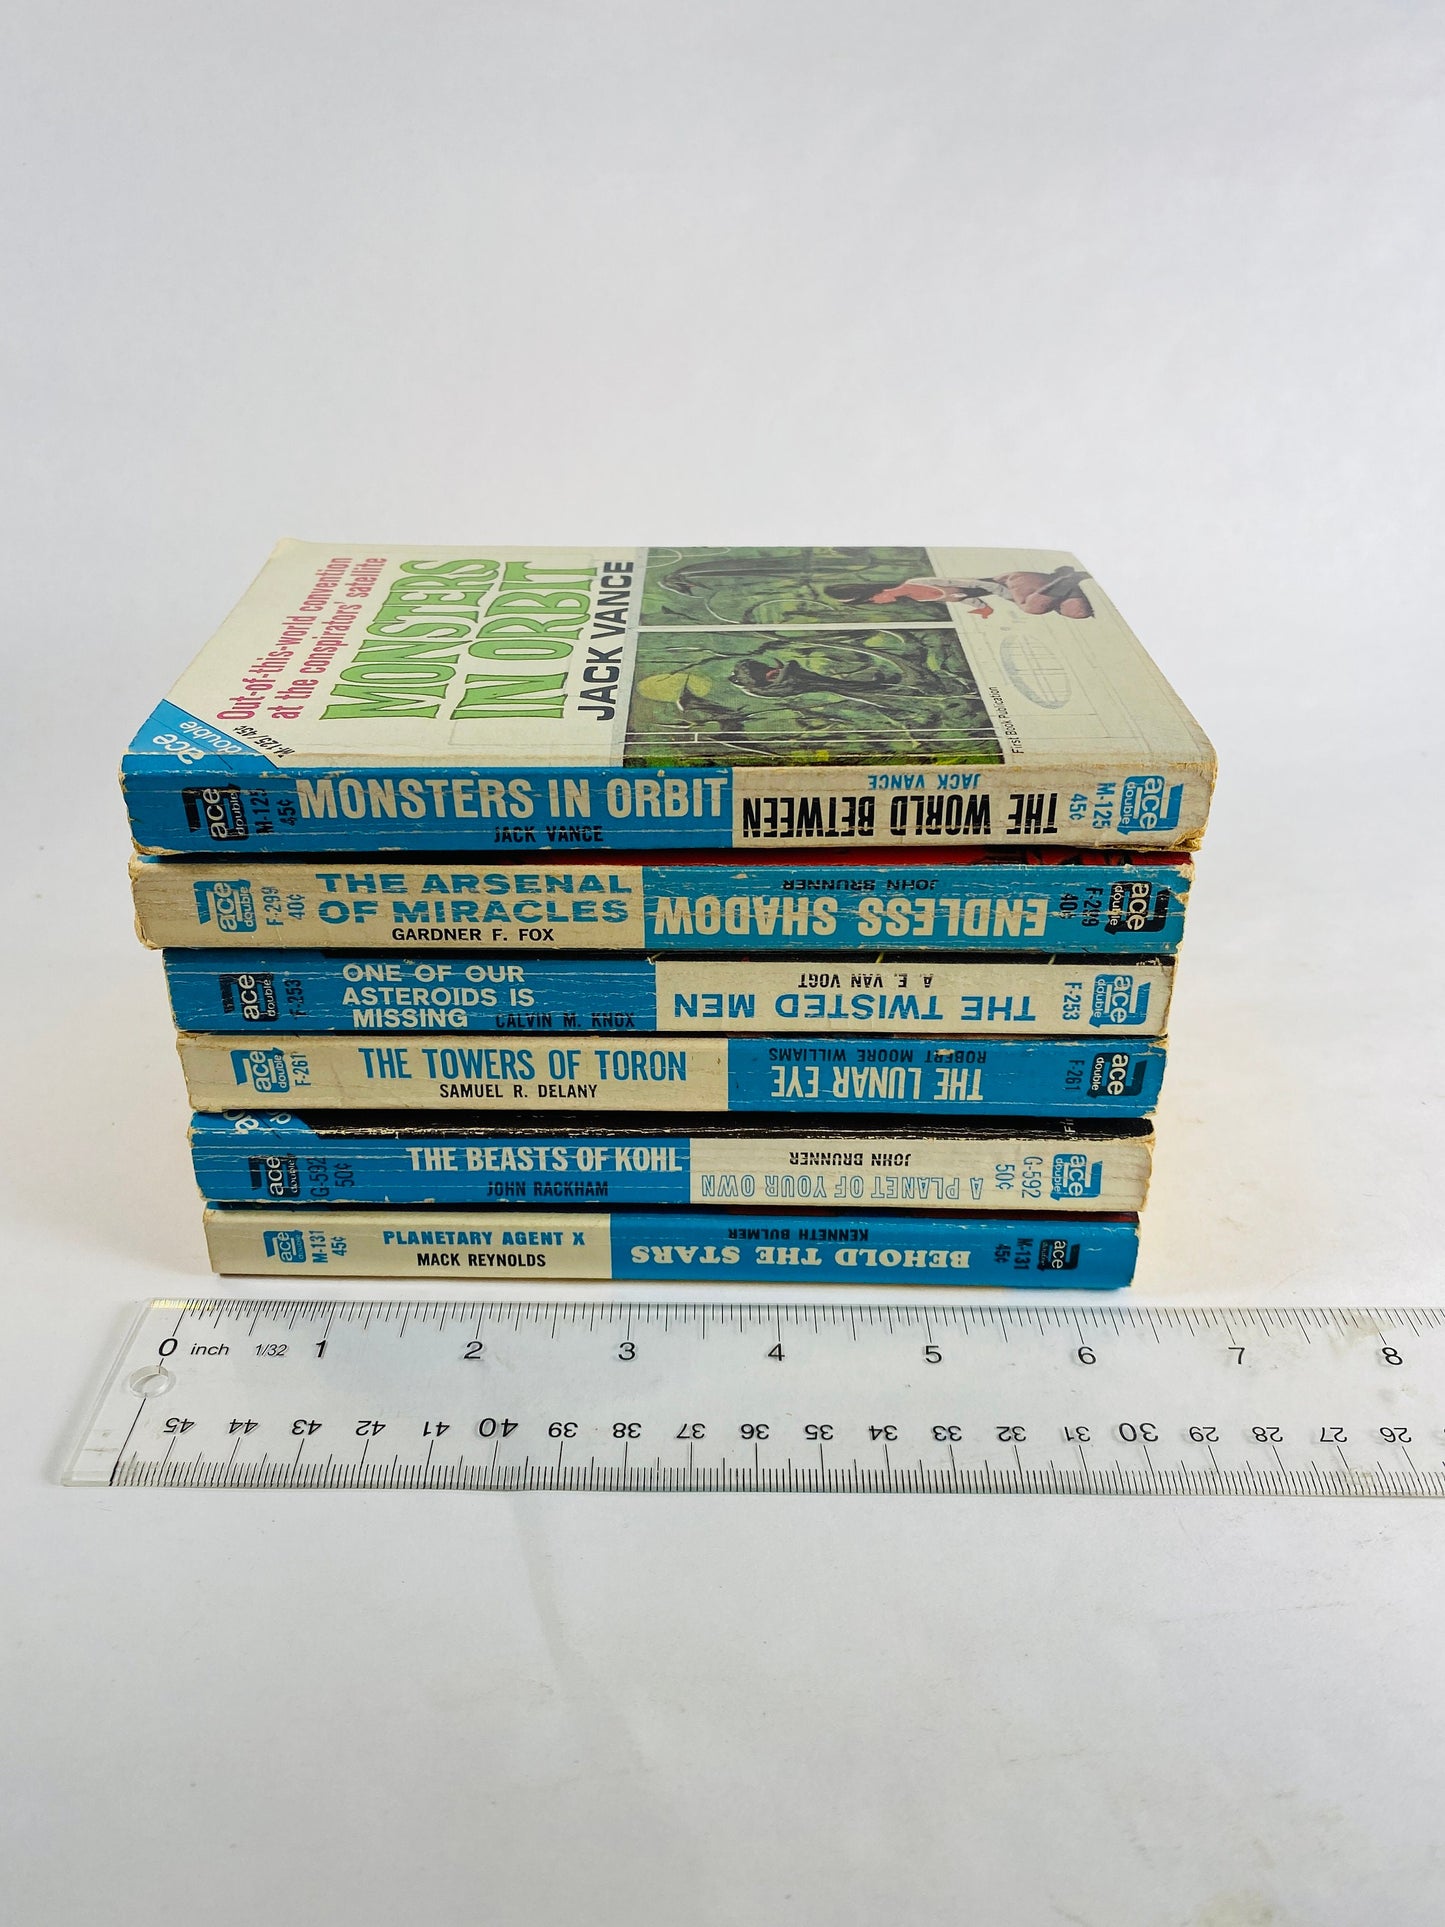 Out-of-this-world convention
at the conspirators' satellite
MONSTERS
IN ORBIT
JACK VANCE
ace
double
M-125/45¢
First Book Publication
ace
double
M-125
45¢
MONSTERS IN ORBIT
JACK VANCE
THE WORLD BETWEEN
JACK VANCE
M-125
45¢
ace
double
ace
double
F-299
40¢
THE ARSENAL
OF MIRACLES
GARDNER F. FOX
ENDLESS SHADOW
JOHN BRUNNER
F-299
40¢
ace
double
ace
double
F-253
ONE OF OUR
ASTEROIDS IS
MISSING
CALVIN M. KNOX
THE TWISTED MEN
A. E. VAN VOGT
F-253
ace
double
ace
double
F-261
THE TOWERS OF TORON
SAMUEL R. DELANY
THE LUNAR EYE
ROBERT MOORE WILLIAMS
F-261
ace
double
ace
double
G-592
50¢
THE BEASTS OF KOHL
JOHN RACKHAM
A PLANET OF YOUR OWN
JOHN BRUNNER
G-592
50¢
ace
double
ace
double
M-131
45¢
PLANETARY AGENT X
MACK REYNOLDS
BEHOLD THE STARS
KENNETH BULMER
M-131
45¢
ace
double
0 inch 1/32 1 2 3 4 5 6 7 8
45 44 43 42 41 40 39 38 37 36 35 34 33 32 31 30 29 28 27 26